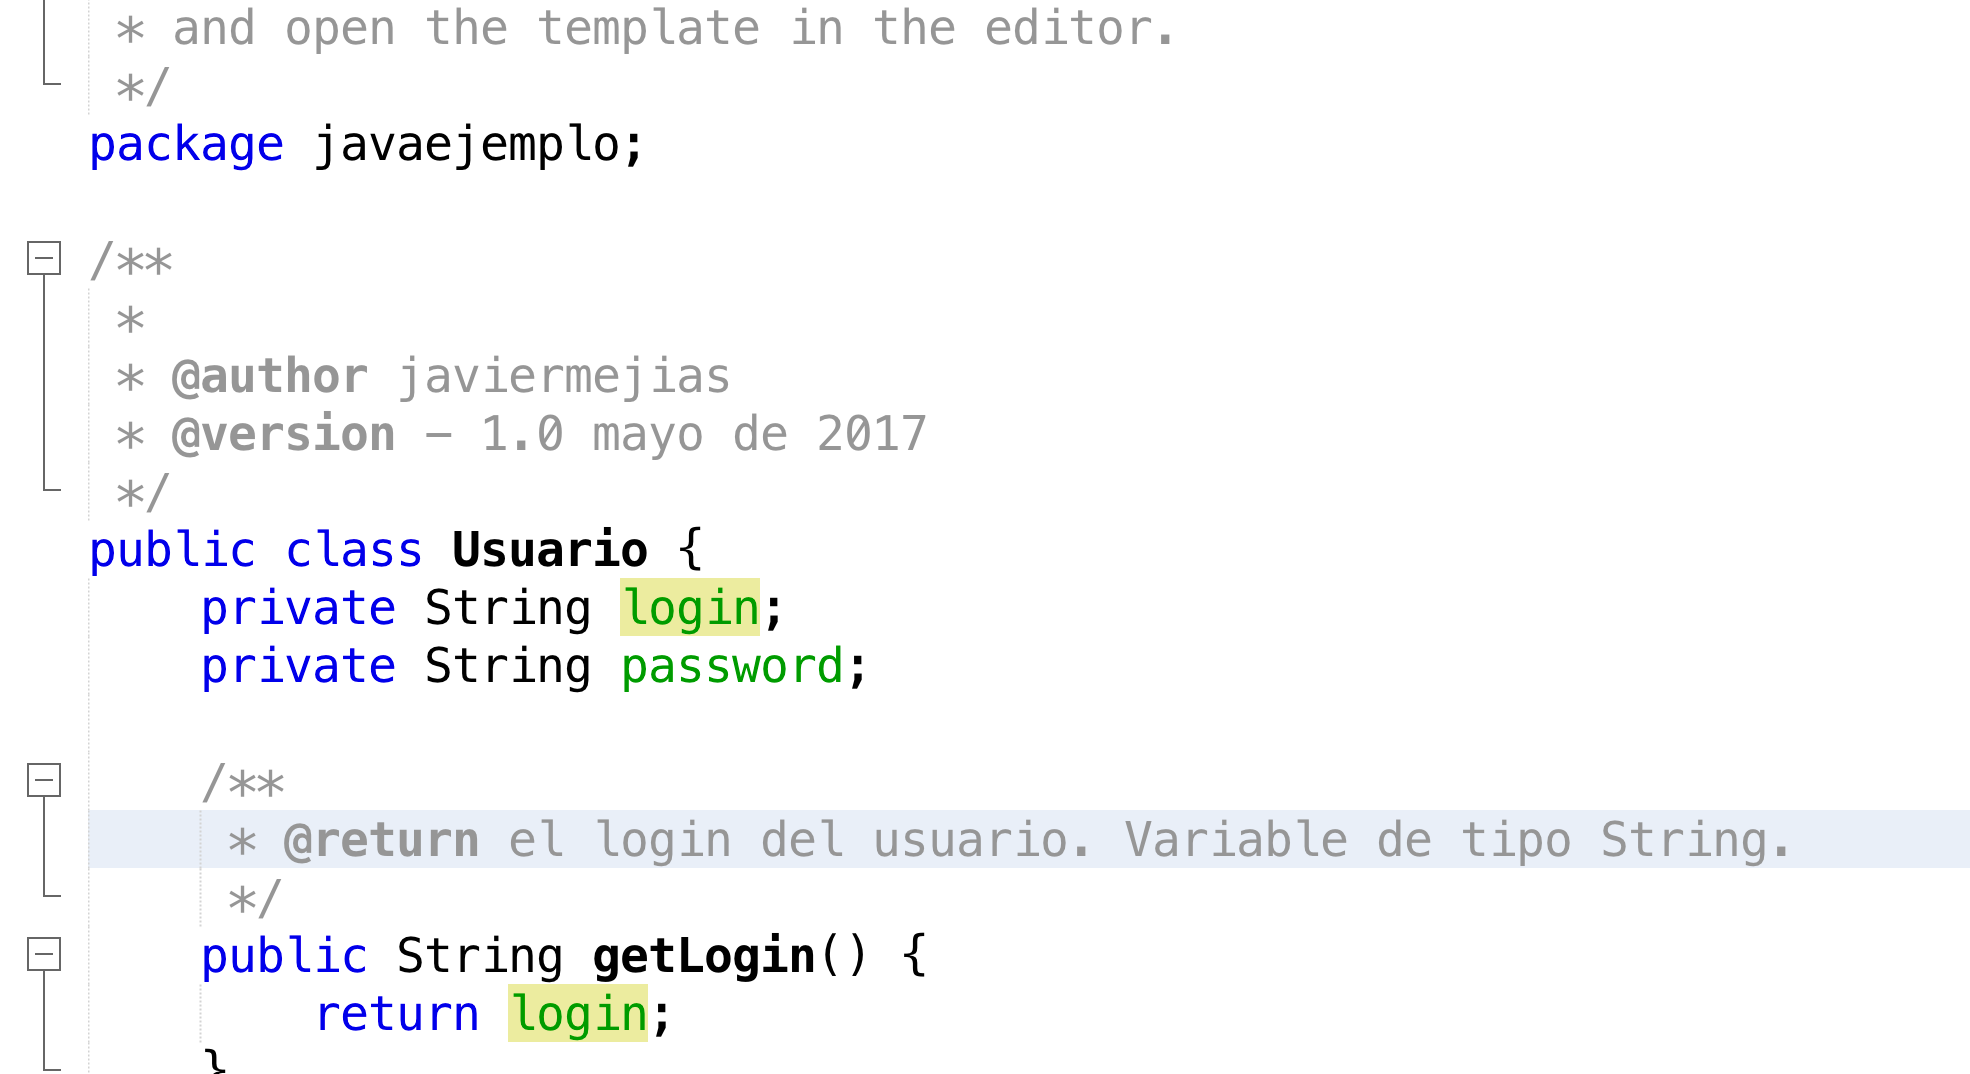 * and open the template in the editor.
*/
package javaejemplo;
/**
*
* @author javiermejias
* @version - 1.0 mayo de 2017
*/
public class Usuario {
private String login;
private String password;
/**
* @return el login del usuario. Variable de tipo String.
*/
public String getLogin() {
return login;
}